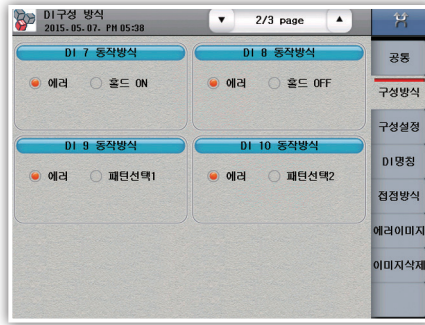 DI구성 방식
2015.05.07. PM 05:38
▼ 2/3 page ▲
DI 7 동작방식
에러 홀드 ON
DI 8 동작방식
에러 홀드 OFF
DI 9 동작방식
에러 패턴선택1
DI 10 동작방식
에러 패턴선택2
공통
구성방식
구성설정
DI명칭
접점방식
에러이미지
이미지삭제